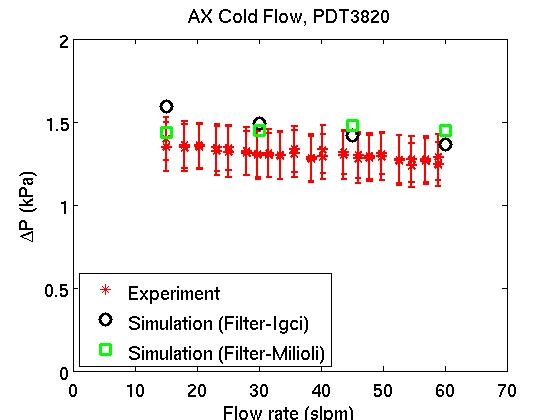 AX Cold Flow, PDT3820
2
1.5
1
0.5
0
ΔP (kPa)
Experiment
Simulation (Filter-Igci)
Simulation (Filter-Milioli)
0 10 20 30 40 50 60 70
Flow rate (slpm)